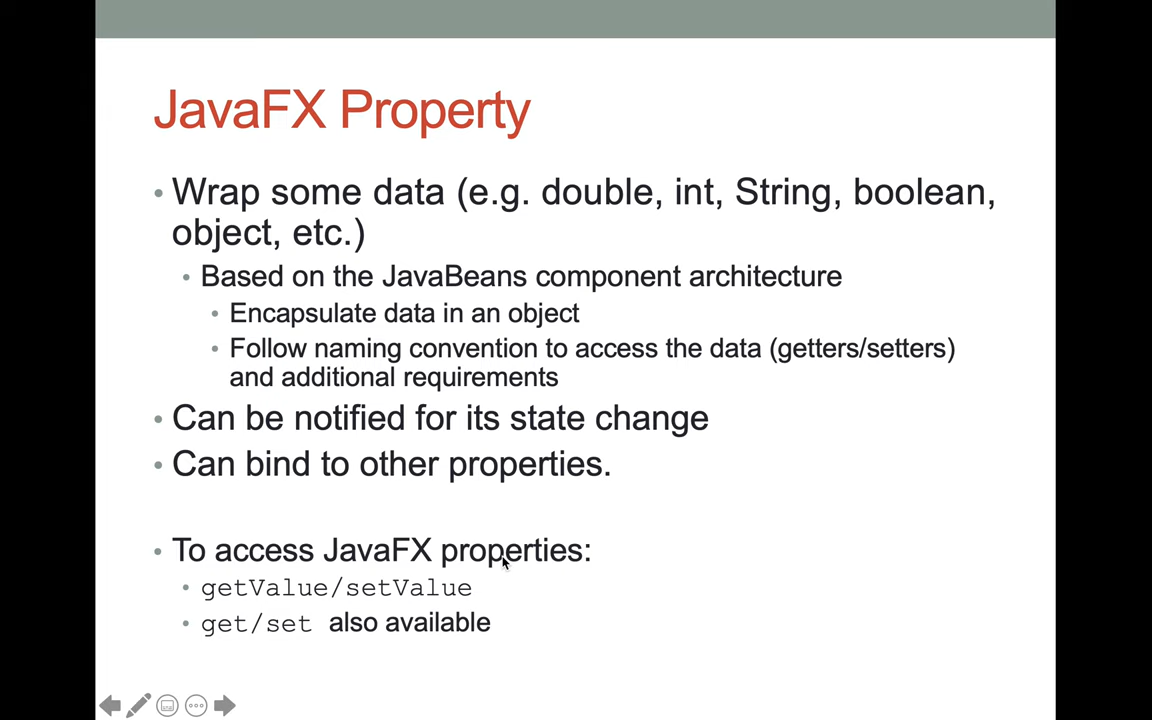 JavaFX Property
• Wrap some data (e.g. double, int, String, boolean,
object, etc.)
• Based on the JavaBeans component architecture
• Encapsulate data in an object
• Follow naming convention to access the data (getters/setters)
and additional requirements
• Can be notified for its state change
• Can bind to other properties.
• To access JavaFX properties:
• getValue/setValue
• get/set also available